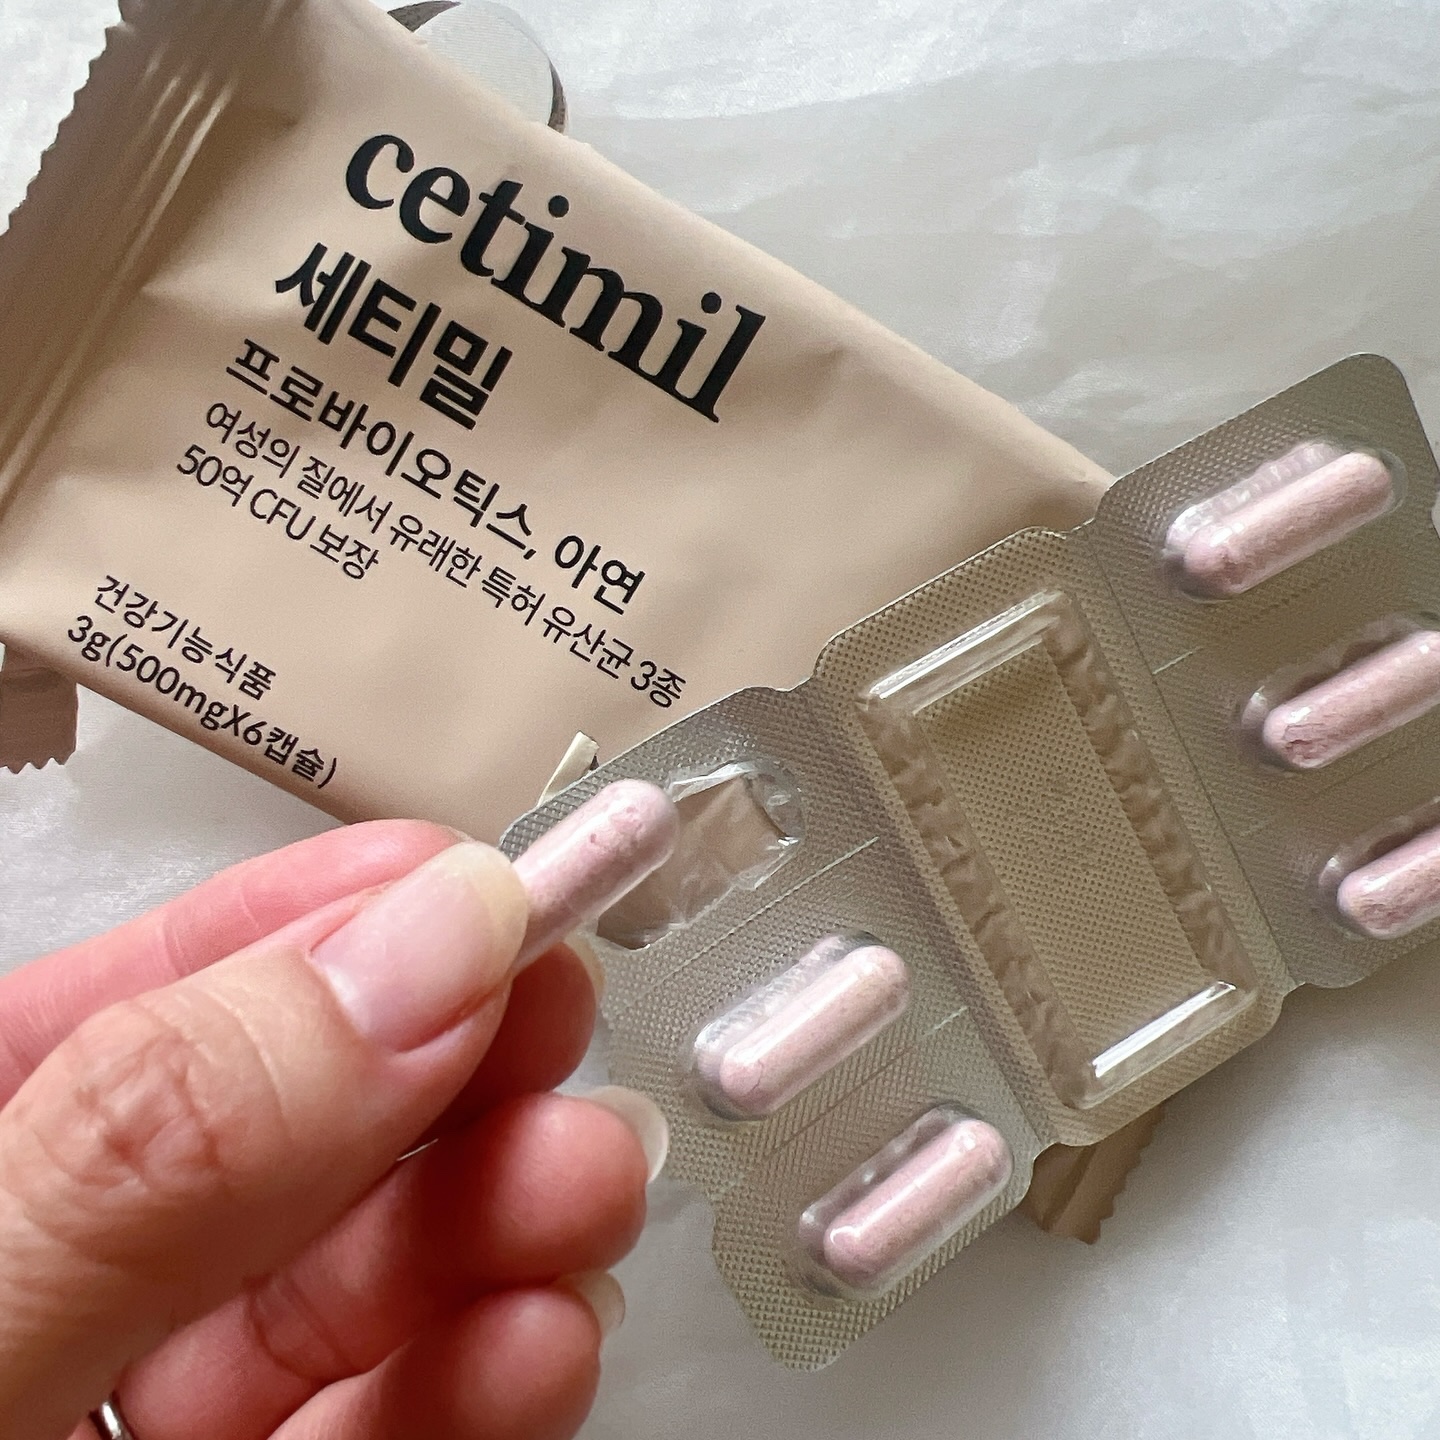 cetimil
세티밀
프로바이오틱스, 아연
여성의 질에서 유래한 특허 유산균 3종
50억 CFU 보장
건강기능식품
3g(500mgX6캡슐)